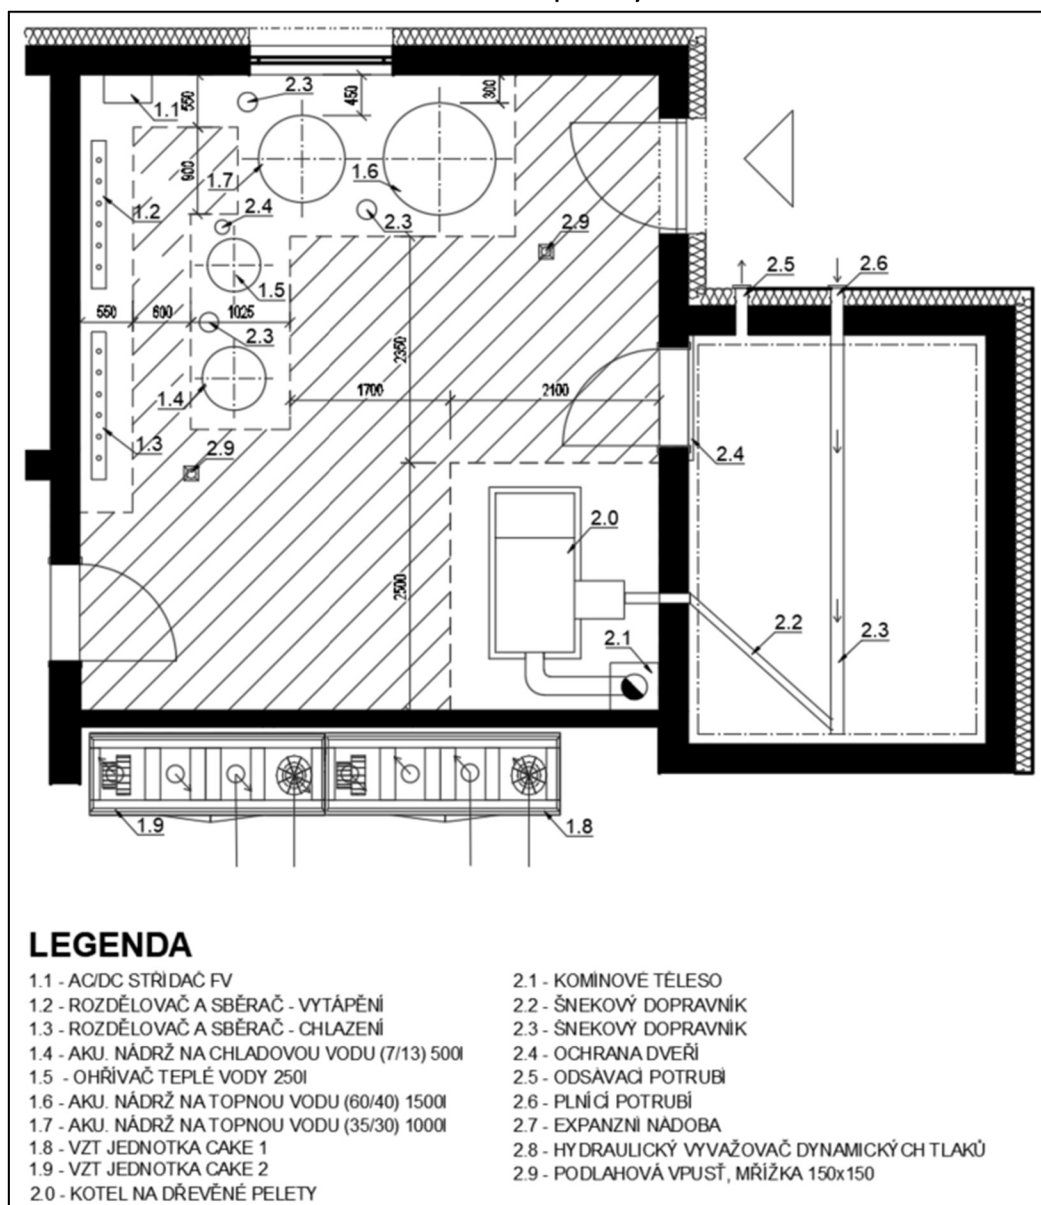 2.3
1.1
550
450
300
900
1.7
1.6
1.2
2.4
2.3
2.9
2.5
2.6
1.5
550
600
1025
2.3
2350
1700
2100
1.4
1.3
2.9
2.4
2.0
2500
2.2
2.3
2.1
1.9
1.8
LEGENDA
1.1 - AC/DC STŘÍDAČ FV
1.2 - ROZDĚLOVAČ A SBĚRAČ - VYTÁPĚNÍ
1.3 - ROZDĚLOVAČ A SBĚRAČ - CHLAZENÍ
1.4 - AKU. NÁDRŽ NA CHLADOVOU VODU (7/13) 500l
1.5 - OHŘÍVAČ TEPLÉ VODY 250l
1.6 - AKU. NÁDRŽ NA TOPNOU VODU (60/40) 1500l
1.7 - AKU. NÁDRŽ NA TOPNOU VODU (35/30) 1000l
1.8 - VZT JEDNOTKA CAKE 1
1.9 - VZT JEDNOTKA CAKE 2
2.0 - KOTEL NA DŘEVĚNÉ PELETY
2.1 - KOMÍNOVÉ TĚLESO
2.2 - ŠNEKOVÝ DOPRAVNÍK
2.3 - ŠNEKOVÝ DOPRAVNÍK
2.4 - OCHRANA DVEŘÍ
2.5 - ODSÁVACÍ POTRUBÍ
2.6 - PLNÍCÍ POTRUBÍ
2.7 - EXPANZNÍ NÁDOBA
2.8 - HYDRAULICKÝ VYVAŽOVAČ DYNAMICKÝCH TLAKŮ
2.9 - PODLAHOVÁ VPUSŤ, MŘÍŽKA 150x150